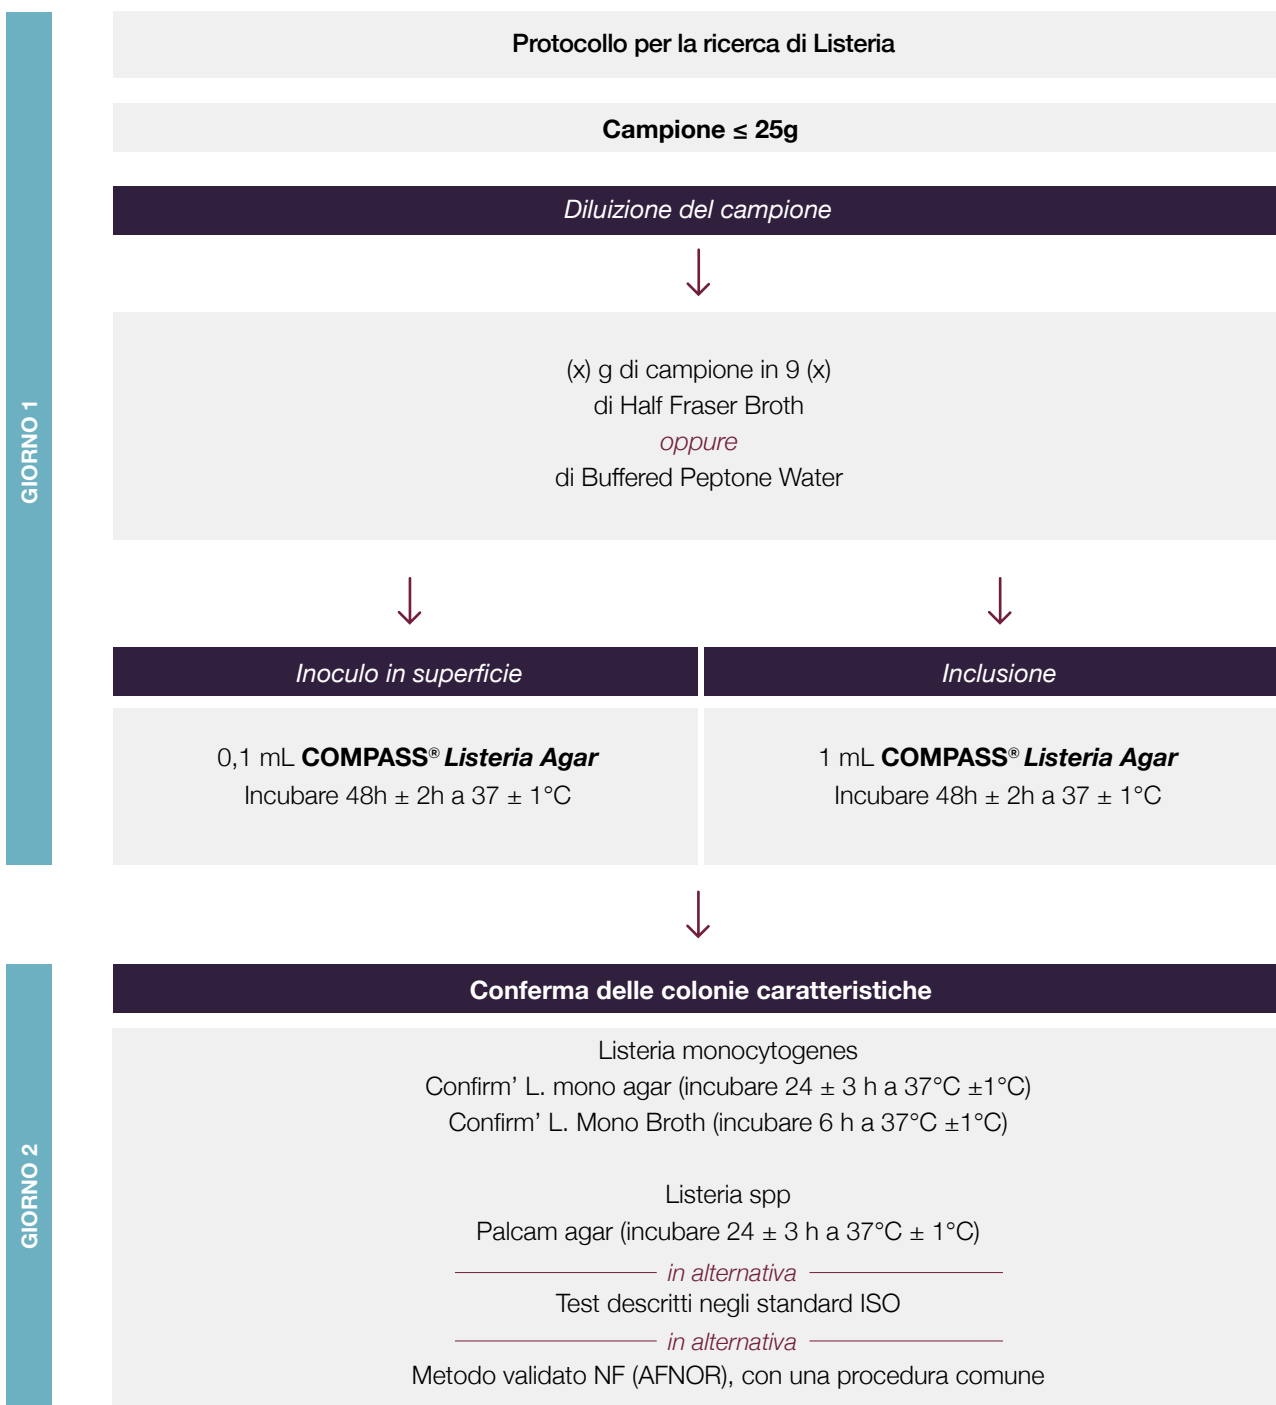 Protocollo per la ricerca di Listeria
Campione ≤ 25g
Diluizione del campione
GIORNO 1
(x) g di campione in 9 (x)
di Half Fraser Broth
oppure
di Buffered Peptone Water
Inoculo in superficie
0,1 mL COMPASS® Listeria Agar
Incubare 48h ± 2h a 37 ± 1°C
Inclusione
1 mL COMPASS® Listeria Agar
Incubare 48h ± 2h a 37 ± 1°C
GIORNO 2
Conferma delle colonie caratteristiche
Listeria monocytogenes
Confirm’ L. mono agar (incubare 24 ± 3 h a 37°C ±1°C)
Confirm’ L. Mono Broth (incubare 6 h a 37°C ±1°C)
Listeria spp
Palcam agar (incubare 24 ± 3 h a 37°C ± 1°C)
in alternativa
Test descritti negli standard ISO
in alternativa
Metodo validato NF (AFNOR), con una procedura comune